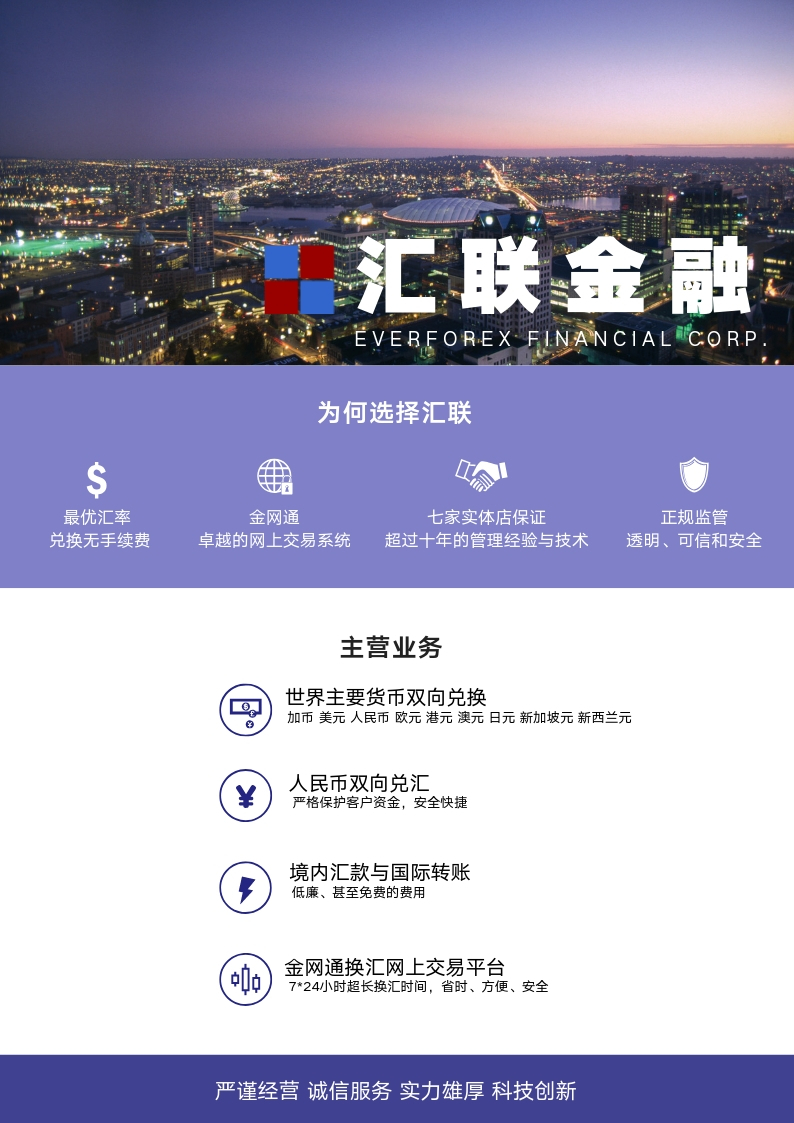 汇联金融
EVERFOREX FINANCIAL CORP.
为何选择汇联
最优汇率
兑换无手续费
金网通
卓越的网上交易系统
七家实体店保证
超过十年的管理经验与技术
正规监管
透明、可信和安全
主营业务
世界主要货币双向兑换
加币 美元 人民币 欧元 港元 澳元 日元 新加坡元 新西兰元
人民币双向兑汇
严格保护客户资金，安全快捷
境内汇款与国际转账
低廉、甚至免费的费用
金网通换汇网上交易平台
7*24小时超长换汇时间，省时、方便、安全
严谨经营 诚信服务 实力雄厚 科技创新